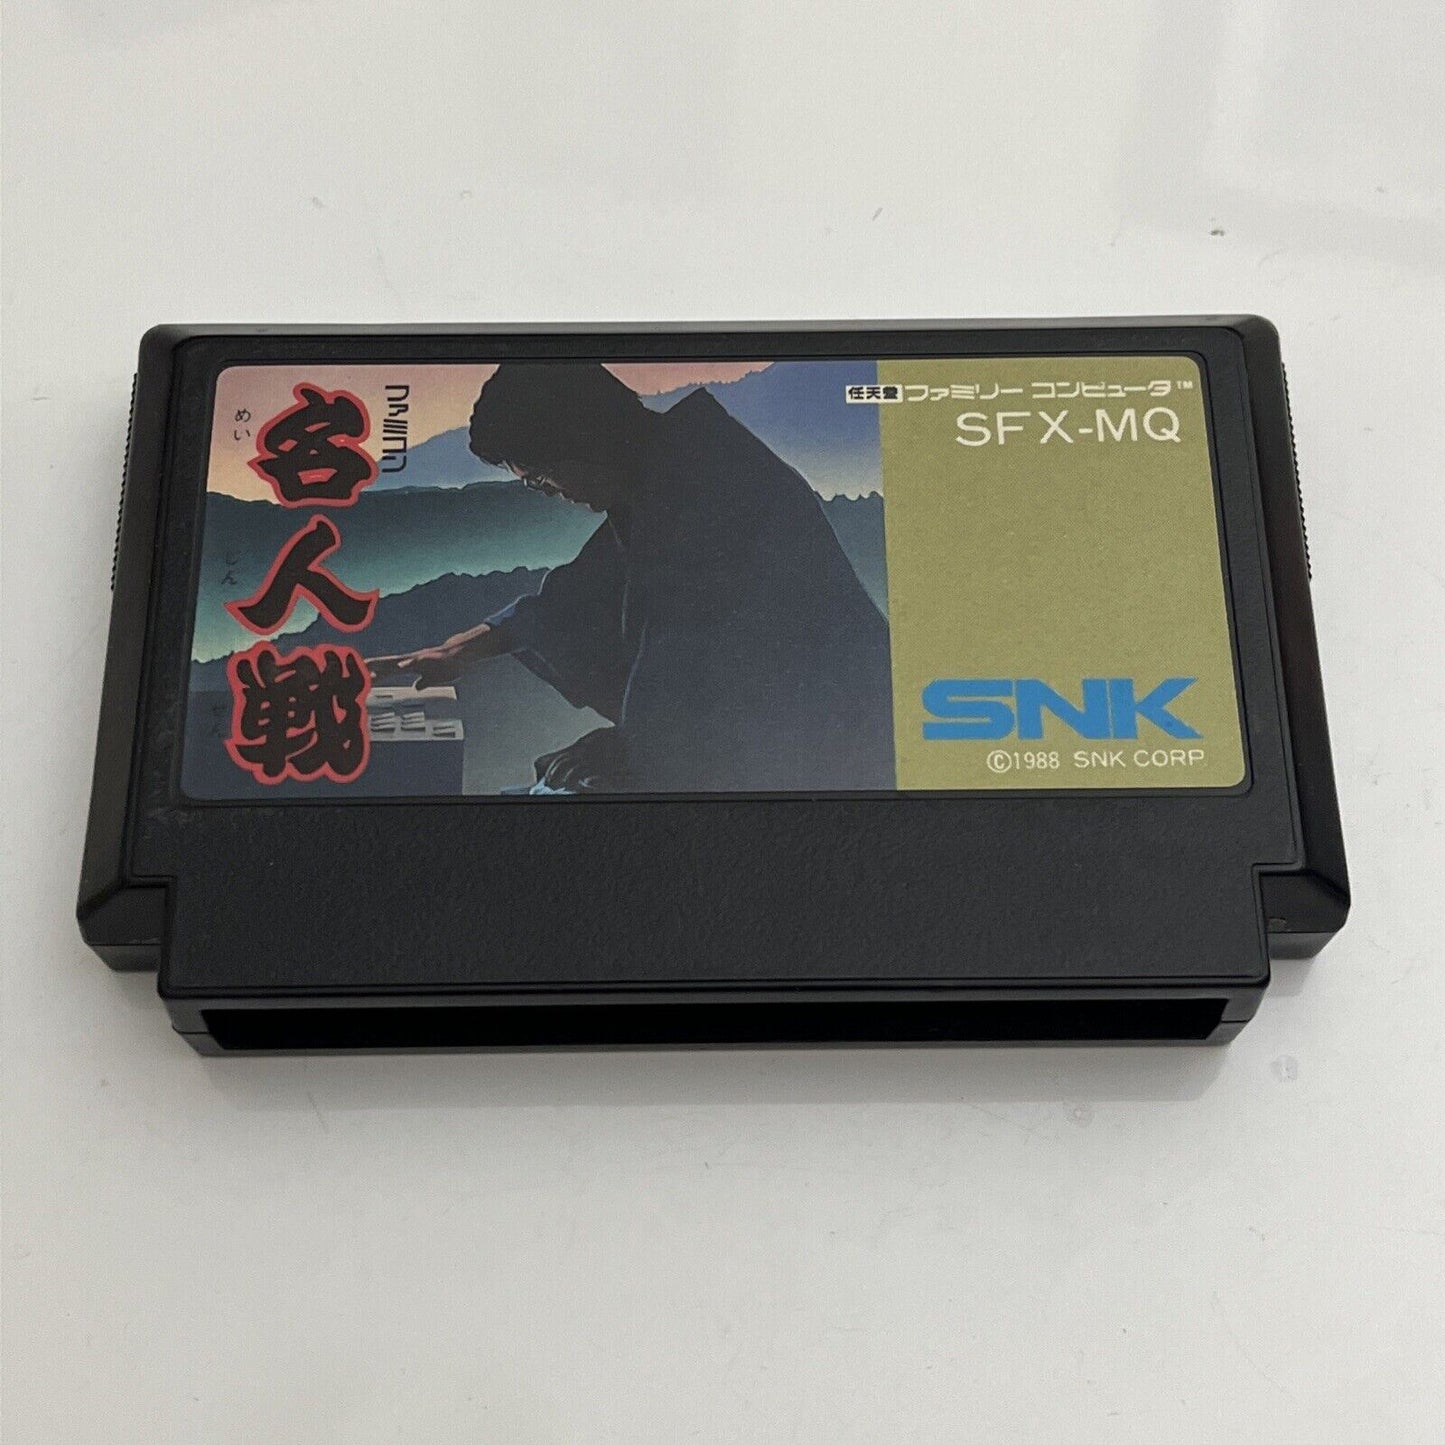 ファミコン
名人戦
めい
じん
せん
任天堂 ファミリー コンピュータ™
SFX-MQ
SNK
©1988 SNK CORP.